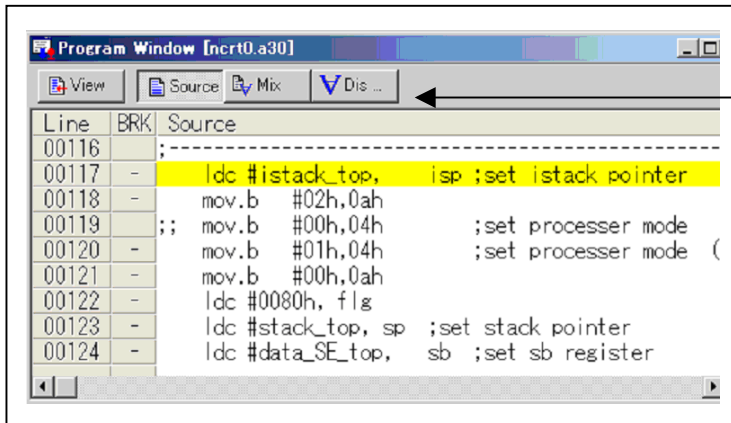 Program Window [ncrt0.a30]
View Source Mix Dis ...
Line BRK Source
00116 ;-------------------------------------------------------
00117 - ldc #istack_top, isp ;set istack pointer
00118 - mov.b #02h,0ah
00119 ;; mov.b #00h,04h ;set processer mode
00120 - mov.b #01h,04h ;set processer mode (
00121 - mov.b #00h,0ah
00122 - ldc #0080h, flg
00123 - ldc #stack_top, sp ;set stack pointer
00124 - ldc #data_SE_top, sb ;set sb register